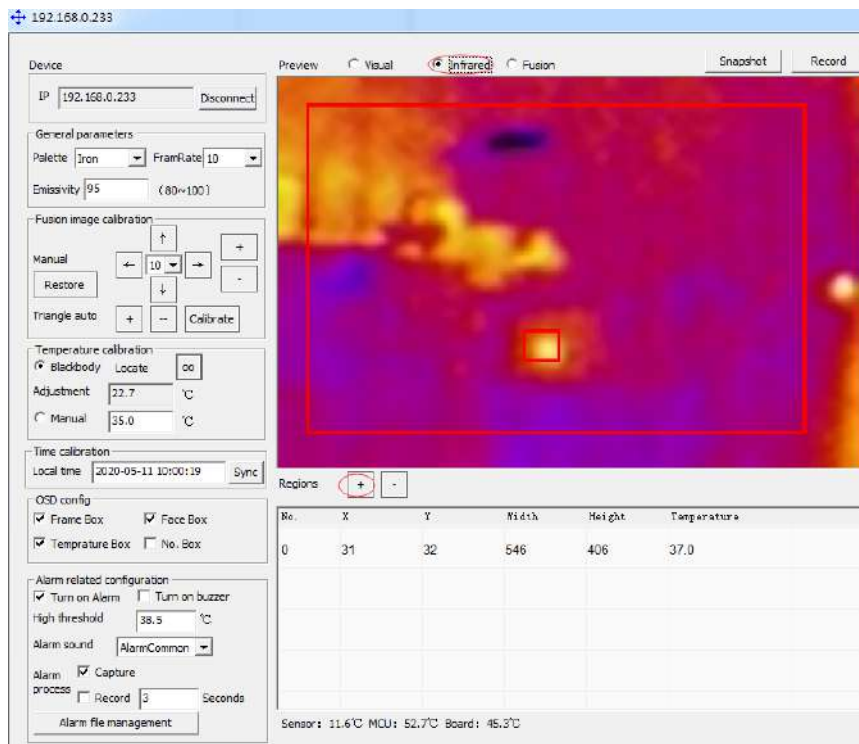 192.168.0.233
Device
IP 192.168.0.233 Disconnect
General parameters
Palette Iron FramRate 10
Emissivity 95 (80~100)
Fusion image calibration
↑
+
Manual
← 10 →
Restore
↓
-
Triangle auto + -- Calibrate
Temperature calibration
Blackbody Locate ∞
Adjustment 22.7 ℃
Manual 35.0 ℃
Time calibration
Local time 2020-05-11 10:00:19 Sync
OSD config
Frame Box Face Box
Temprature Box No. Box
Alarm related configuration
Turn on Alarm Turn on buzzer
High threshold 38.5 ℃
Alarm sound AlarmCommon
Alarm process Capture
Record 3 Seconds
Alarm file management
Preview Visual Infrared Fusion Snapshot Record
Regions + -
No. X Y Width Height Temperature
0 31 32 546 406 37.0
Sensor: 11.6℃ MCU: 52.7℃ Board: 45.3℃